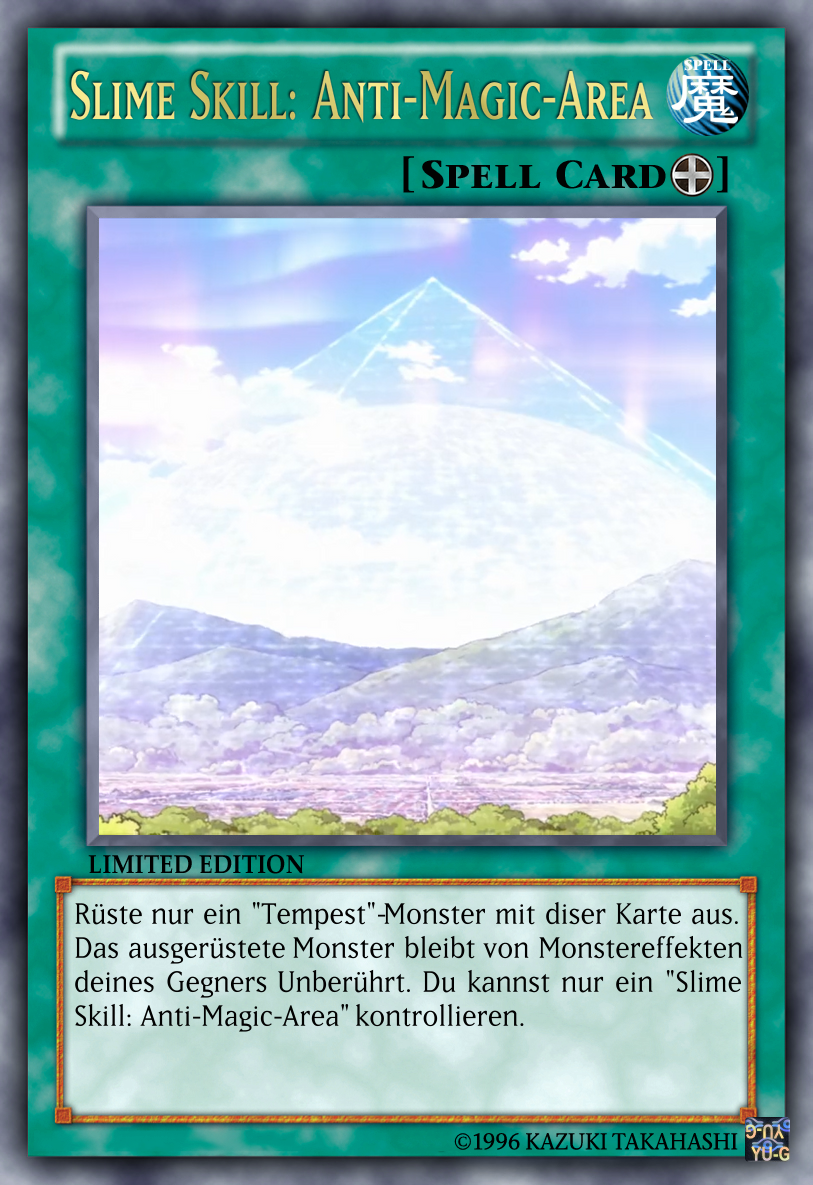 Slime Skill: Anti-Magic-Area
SPELL
魔
[Spell Card]
LIMITED EDITION
Rüste nur ein "Tempest"-Monster mit diser Karte aus.
Das ausgerüstete Monster bleibt von Monstereffekten
deines Gegners Unberührt. Du kannst nur ein "Slime
Skill: Anti-Magic-Area" kontrollieren.
©1996 KAZUKI TAKAHASHI
YU-G
YU-G